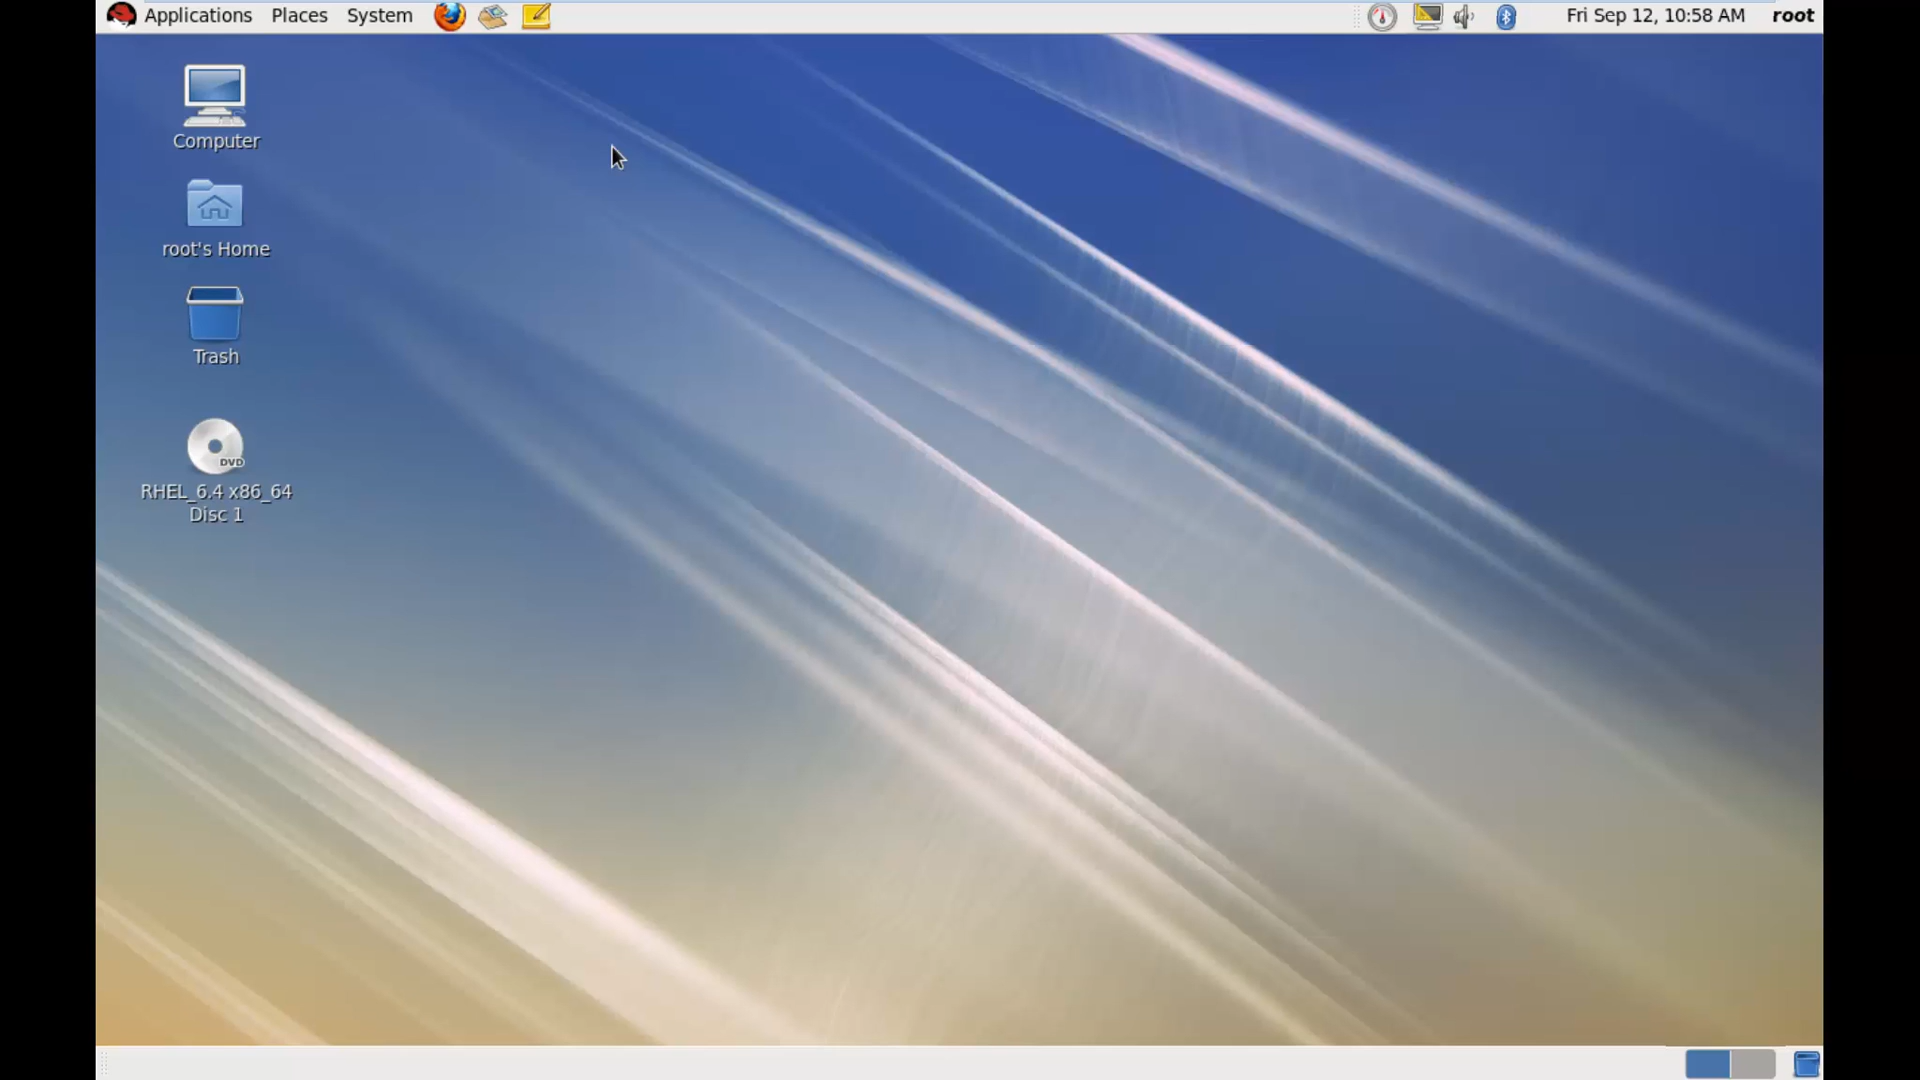 Applications Places System Fri Sep 12, 10:58 AM root
Computer
root's Home
Trash
DVD
RHEL_6.4 x86_64
Disc 1